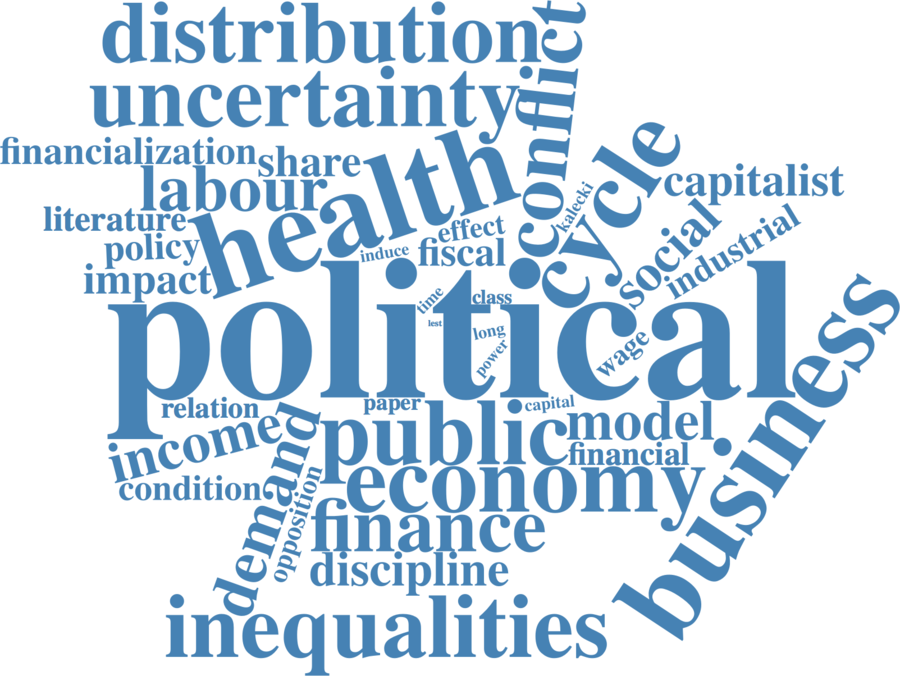 distribution
uncertainty
conflict
financialization
share
health
cycle
kalecki
capitalist
labour
literature
effect
social
industrial
policy
induce
fiscal
impact
political
time
class
lest
long
power
wage
business
relation
paper
capital
income
public
model
demand
financial
condition
economy
opposition
finance
discipline
inequalities